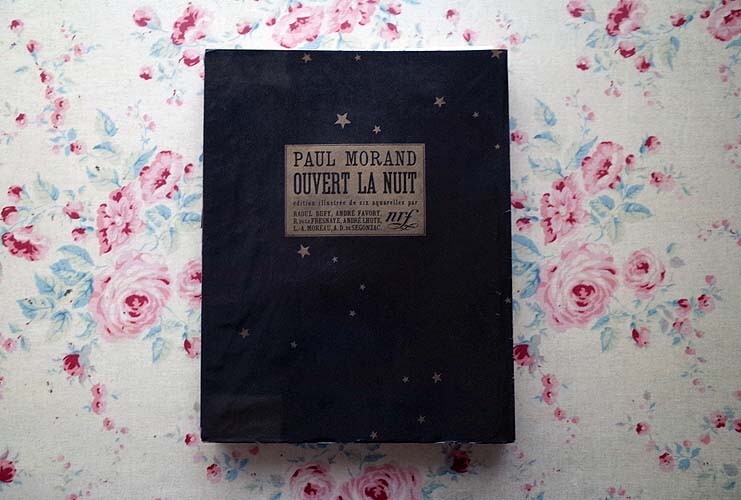 PAUL MORAND
OUVERT LA NUIT
édition illustrée de six aquarelles par
RAOUL DUFY, ANDRÉ FAVORY,
R. DE LA FRESNAYE, ANDRÉ LHOTE,
L.-A. MOREAU, A. D. DE SEGONZAC.
nrf